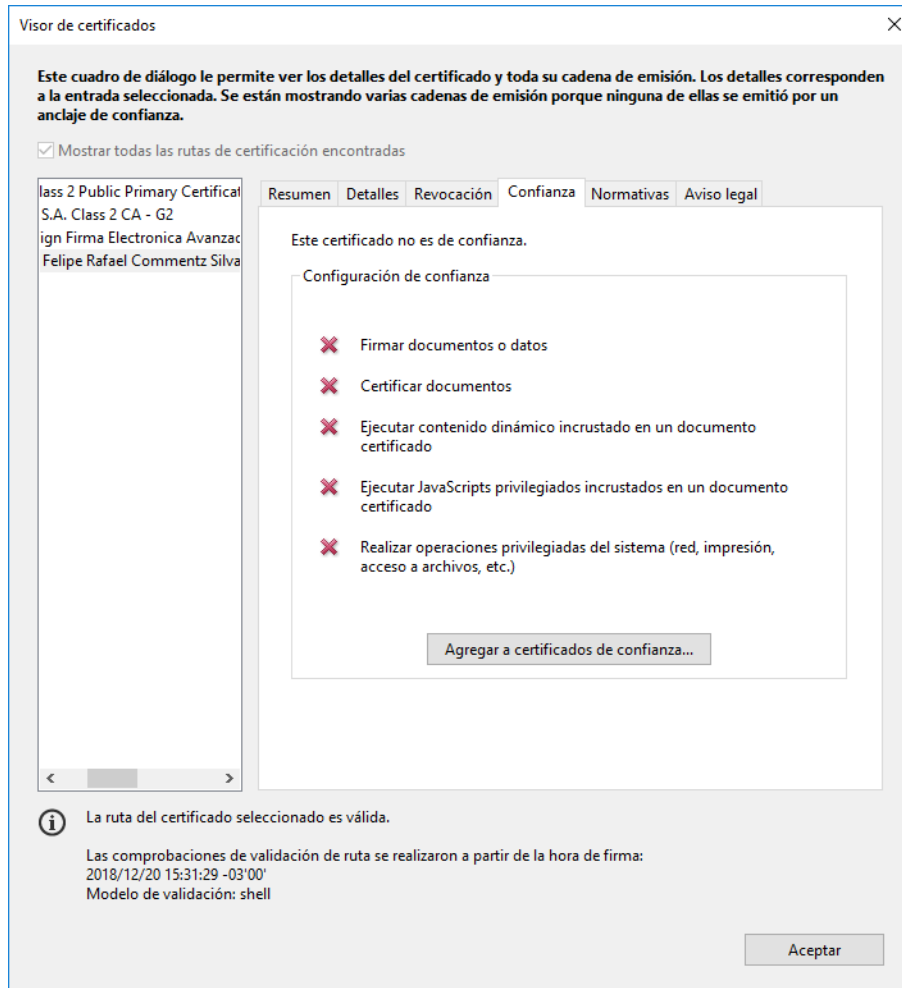 Visor de certificados
Este cuadro de diálogo le permite ver los detalles del certificado y toda su cadena de emisión. Los detalles corresponden
a la entrada seleccionada. Se están mostrando varias cadenas de emisión porque ninguna de ellas se emitió por un
anclaje de confianza.
Mostrar todas las rutas de certificación encontradas
lass 2 Public Primary Certificat
S.A. Class 2 CA - G2
ign Firma Electronica Avanzac
Felipe Rafael Commentz Silva
Resumen Detalles Revocación Confianza Normativas Aviso legal
Este certificado no es de confianza.
Configuración de confianza
Firmar documentos o datos
Certificar documentos
Ejecutar contenido dinámico incrustado en un documento
certificado
Ejecutar JavaScripts privilegiados incrustados en un documento
certificado
Realizar operaciones privilegiadas del sistema (red, impresión,
acceso a archivos, etc.)
Agregar a certificados de confianza...
La ruta del certificado seleccionado es válida.
Las comprobaciones de validación de ruta se realizaron a partir de la hora de firma:
2018/12/20 15:31:29 -03'00'
Modelo de validación: shell
Aceptar